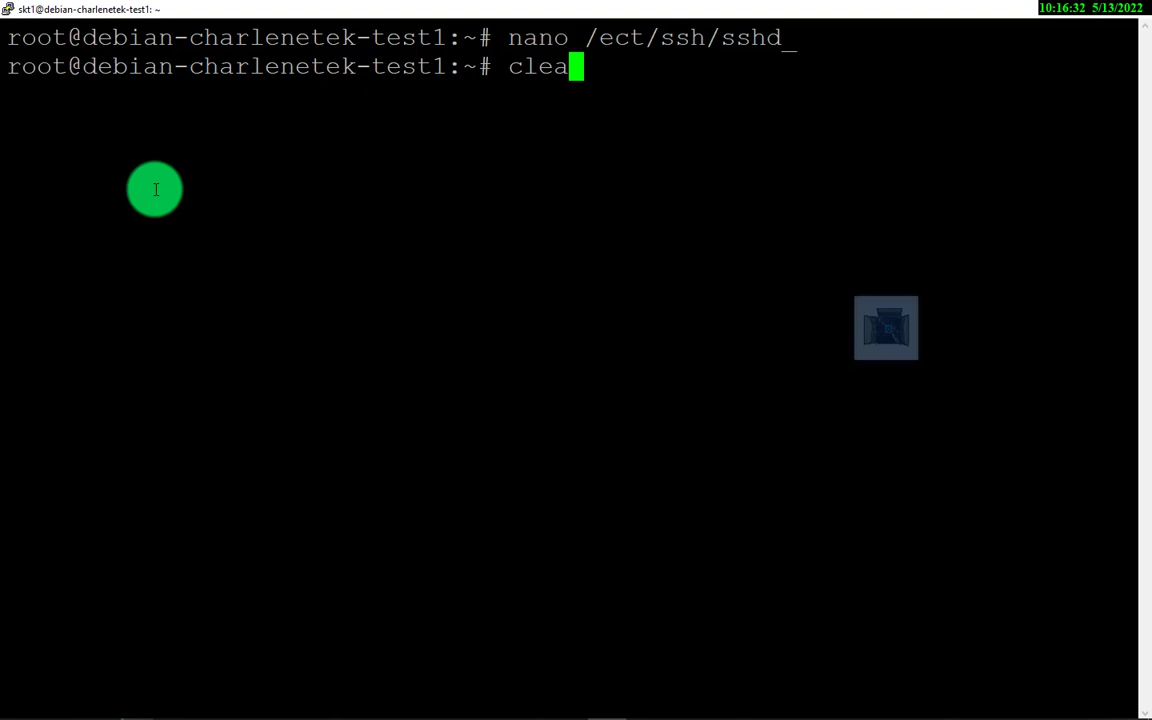 skt1@debian-charlenetek-test1: ~
10:16:32 5/13/2022
root@debian-charlenetek-test1:~# nano /ect/ssh/sshd_
root@debian-charlenetek-test1:~# clea